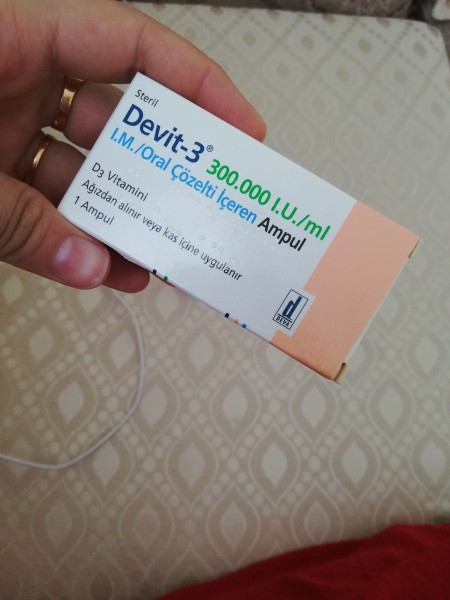 Steril
Devit-3® 300.000 I.U./ml
I.M./Oral Çözelti İçeren Ampul
D3 Vitamini
Ağızdan alınır veya kas içine uygulanır
1 Ampul
d
DEVA